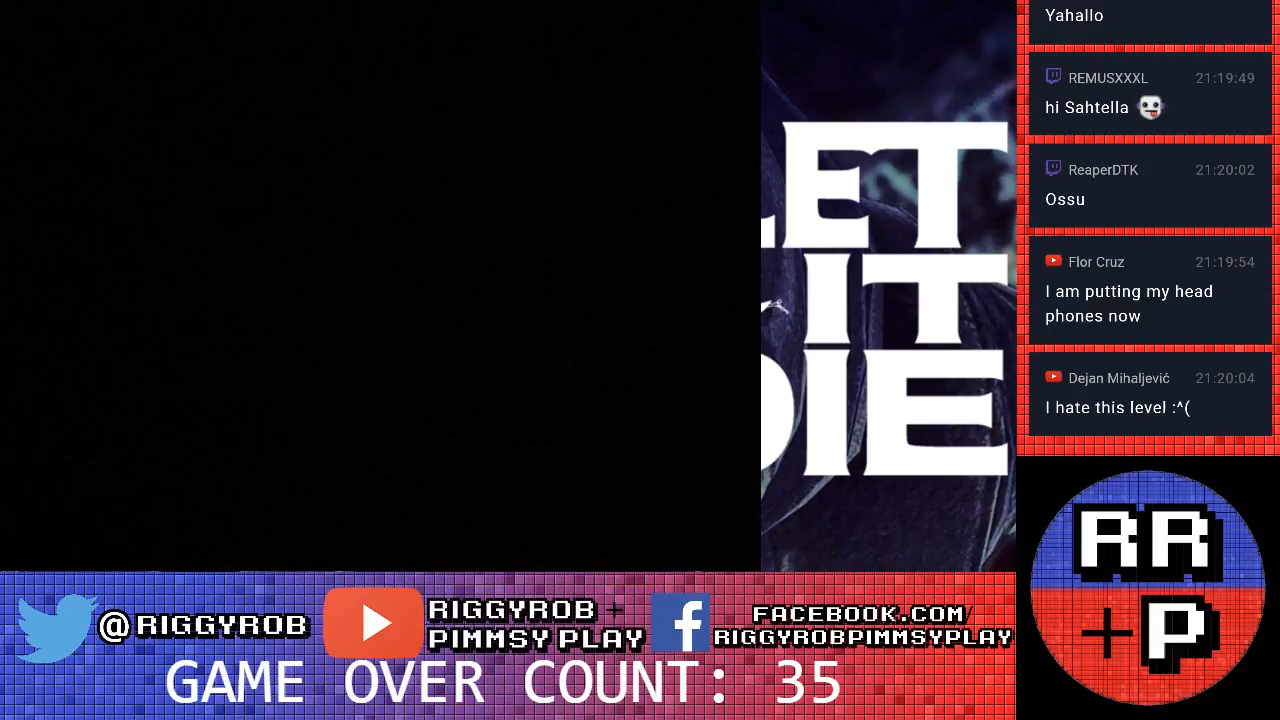 LET
IT
DIE
Yahallo
REMUSXXXL 21:19:49
hi Sahtella
ReaperDTK 21:20:02
Ossu
Flor Cruz 21:19:54
I am putting my head
phones now
Dejan Mihaljević 21:20:04
I hate this level :^(
RR
+P
@RIGGYROB
RIGGYROB +
PIMMSY PLAY
FACEBOOK.COM/
RIGGYROBPIMMSYPLAY
GAME OVER COUNT: 35